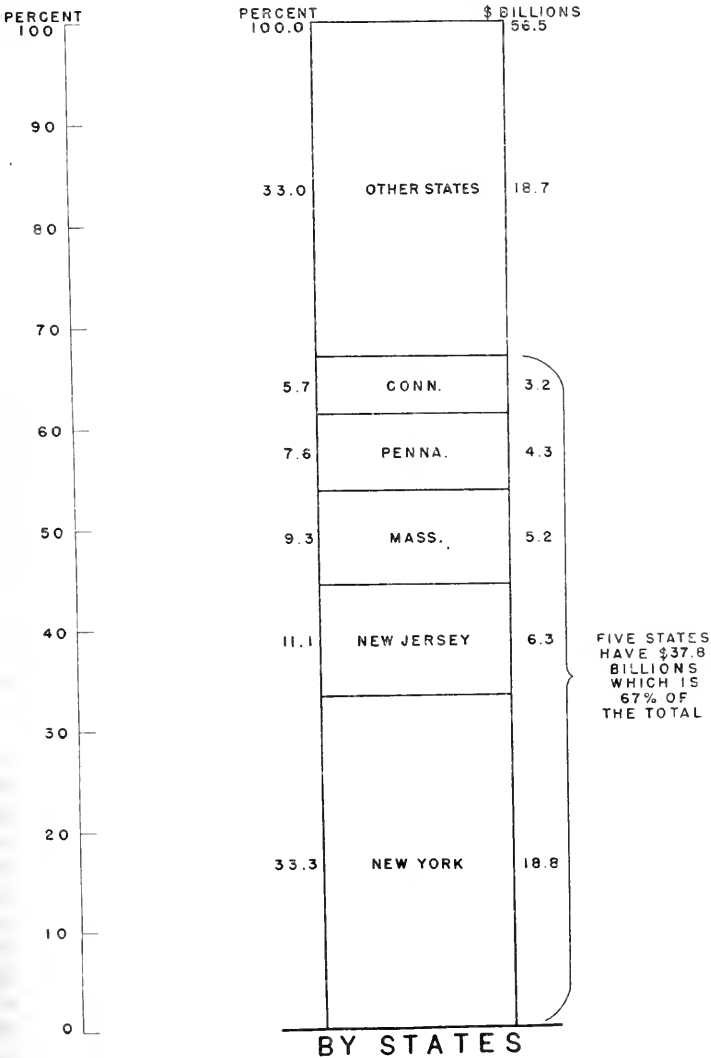 PERCENT
100
90
80
70
60
50
40
30
20
10
0
PERCENT $ BILLIONS
100.0 56.5
33.0 OTHER STATES 18.7
5.7 CONN. 3.2
7.6 PENNA. 4.3
9.3 MASS. 5.2
11.1 NEW JERSEY 6.3
33.3 NEW YORK 18.8
FIVE STATES
HAVE $37.8
BILLIONS
WHICH IS
67% OF
THE TOTAL
BY STATES